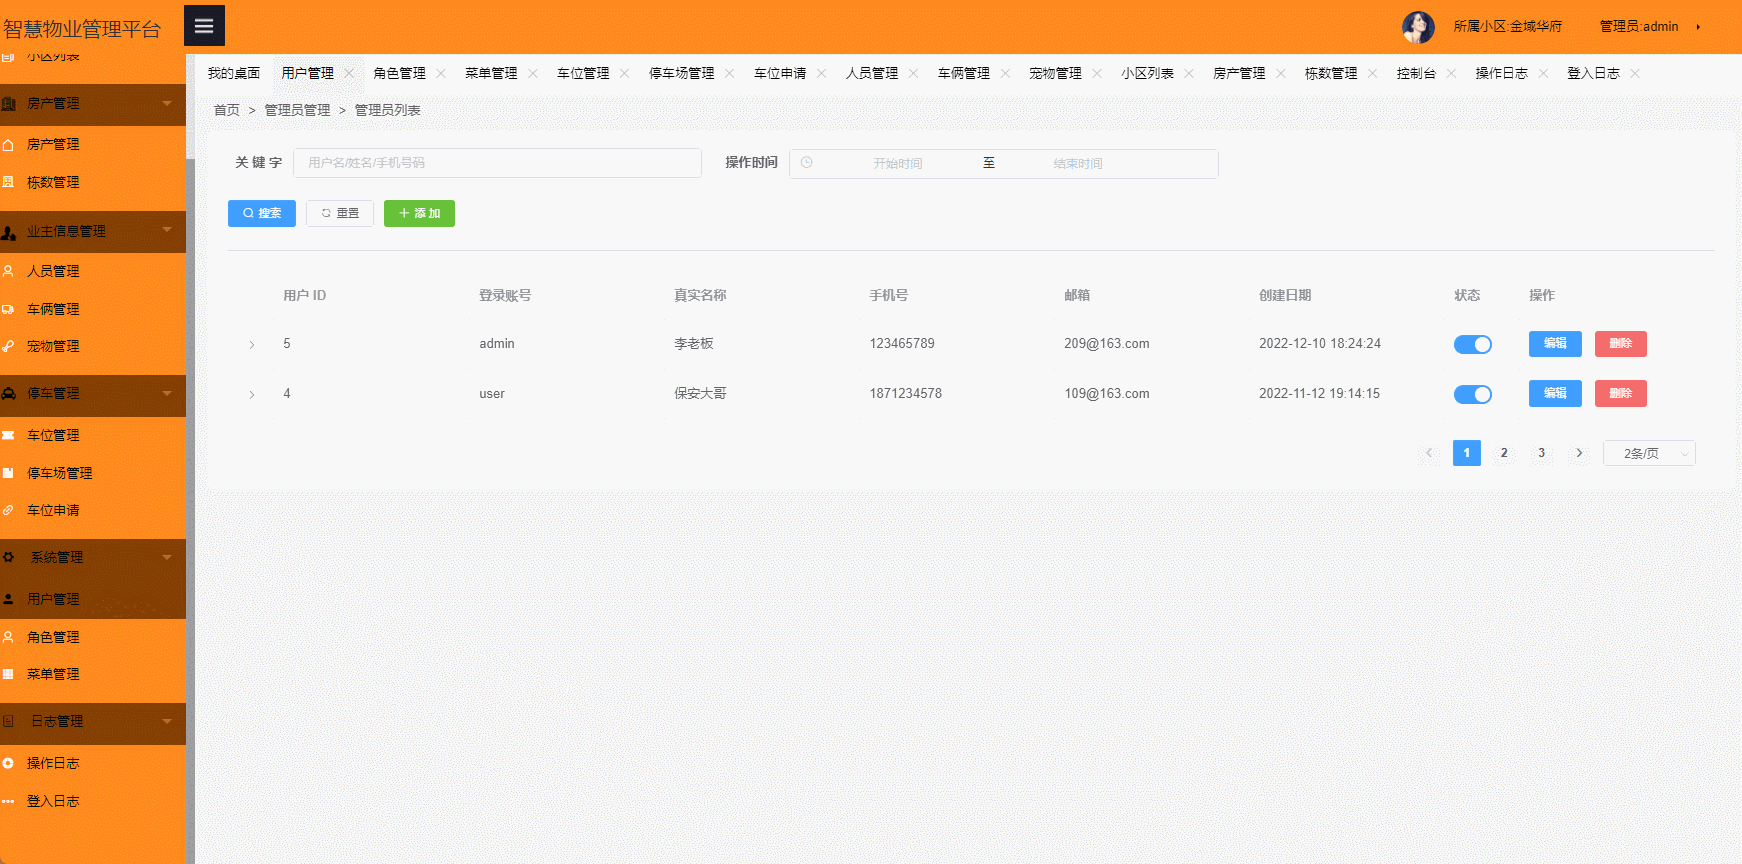 智慧物业管理平台
所属小区:金域华府
管理员:admin
小区列表
房产管理
房产管理
栋数管理
业主信息管理
人员管理
车俩管理
宠物管理
停车管理
车位管理
停车场管理
车位申请
系统管理
用户管理
角色管理
菜单管理
日志管理
操作日志
登入日志
我的桌面 用户管理 角色管理 菜单管理 车位管理 停车场管理 车位申请 人员管理 车俩管理 宠物管理 小区列表 房产管理 栋数管理 控制台 操作日志 登入日志
首页 > 管理员管理 > 管理员列表
关 键 字 用户名/姓名/手机号码 操作时间 开始时间 至 结束时间
搜索 重置 添 加
用户 ID 登录账号 真实名称 手机号 邮箱 创建日期 状态 操作
5 admin 李老板 123465789 209@163.com 2022-12-10 18:24:24 编辑 删除
4 user 保安大哥 1871234578 109@163.com 2022-11-12 19:14:15 编辑 删除
1 2 3 2条/页